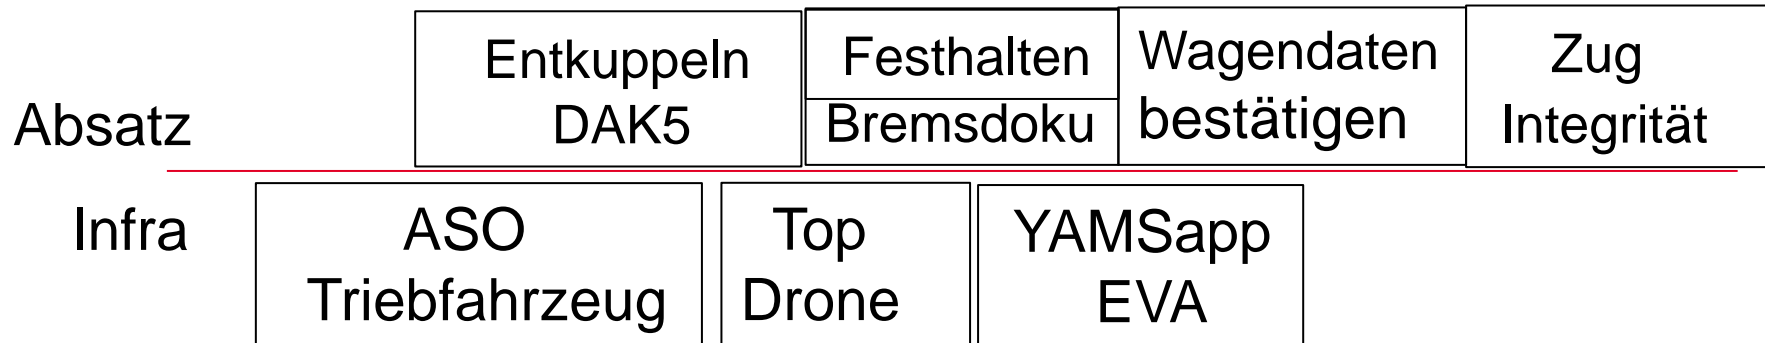 Absatz
Entkuppeln
DAK5
Festhalten
Bremsdoku
Wagendaten
bestätigen
Zug
Integrität
Infra
ASO
Triebfahrzeug
Top
Drone
YAMSapp
EVA